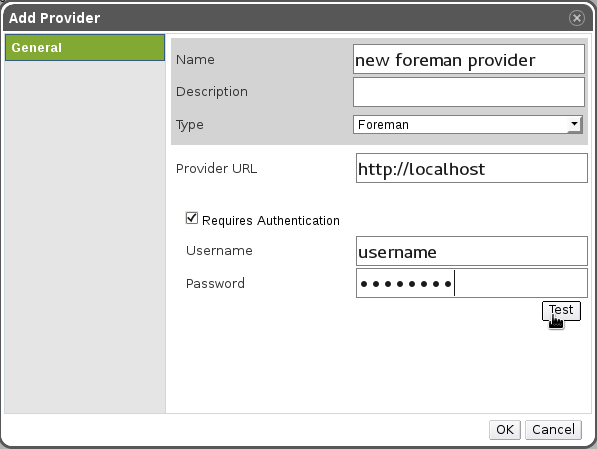 Add Provider
General
Name
new foreman provider
Description
Type
Foreman
Provider URL
http://localhost
Requires Authentication
Username
username
Password
••••••••
Test
OK
Cancel